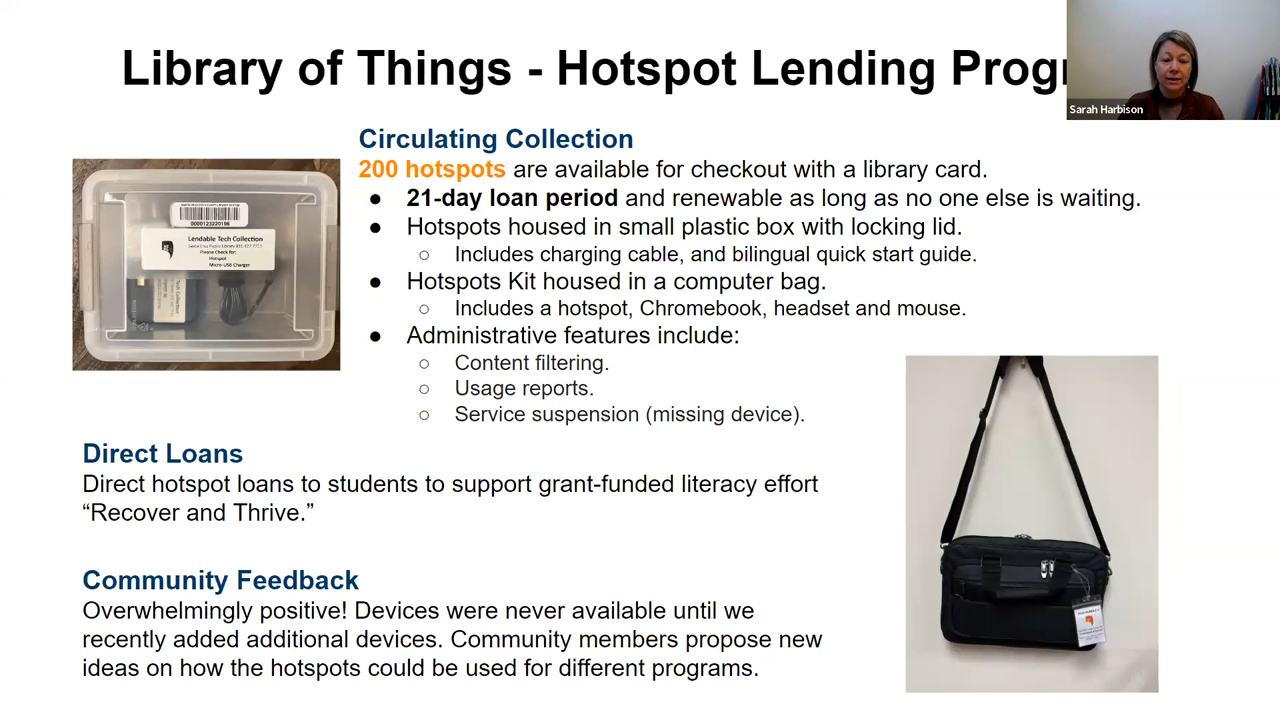 Library of Things - Hotspot Lending Progr
Sarah Harbison
Circulating Collection
200 hotspots are available for checkout with a library card.
● 21-day loan period and renewable as long as no one else is waiting.
● Hotspots housed in small plastic box with locking lid.
○ Includes charging cable, and bilingual quick start guide.
● Hotspots Kit housed in a computer bag.
○ Includes a hotspot, Chromebook, headset and mouse.
● Administrative features include:
○ Content filtering.
○ Usage reports.
○ Service suspension (missing device).
Lendable Tech Collection
Please Check for:
Hotspot
Micro-USB Charger
Direct Loans
Direct hotspot loans to students to support grant-funded literacy effort
“Recover and Thrive.”
Community Feedback
Overwhelmingly positive! Devices were never available until we
recently added additional devices. Community members propose new
ideas on how the hotspots could be used for different programs.